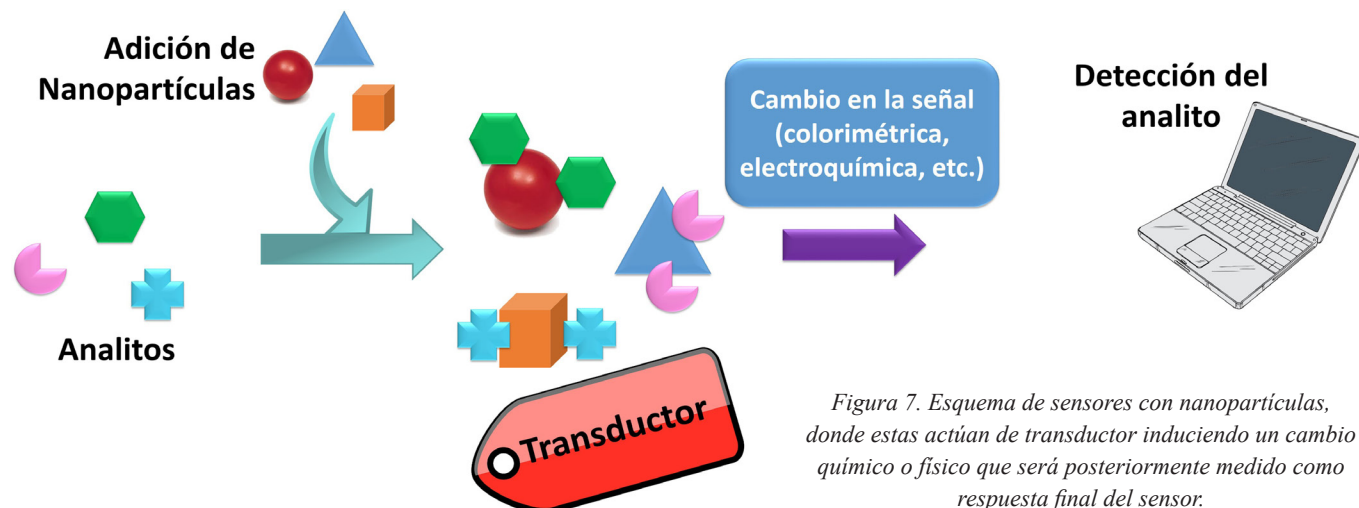 Adición de
Nanopartículas
Analitos
Transductor
Cambio en la señal
(colorimétrica,
electroquímica, etc.)
Detección del
analito
Figura 7. Esquema de sensores con nanopartículas,
donde estas actúan de transductor induciendo un cambio
químico o físico que será posteriormente medido como
respuesta final del sensor.